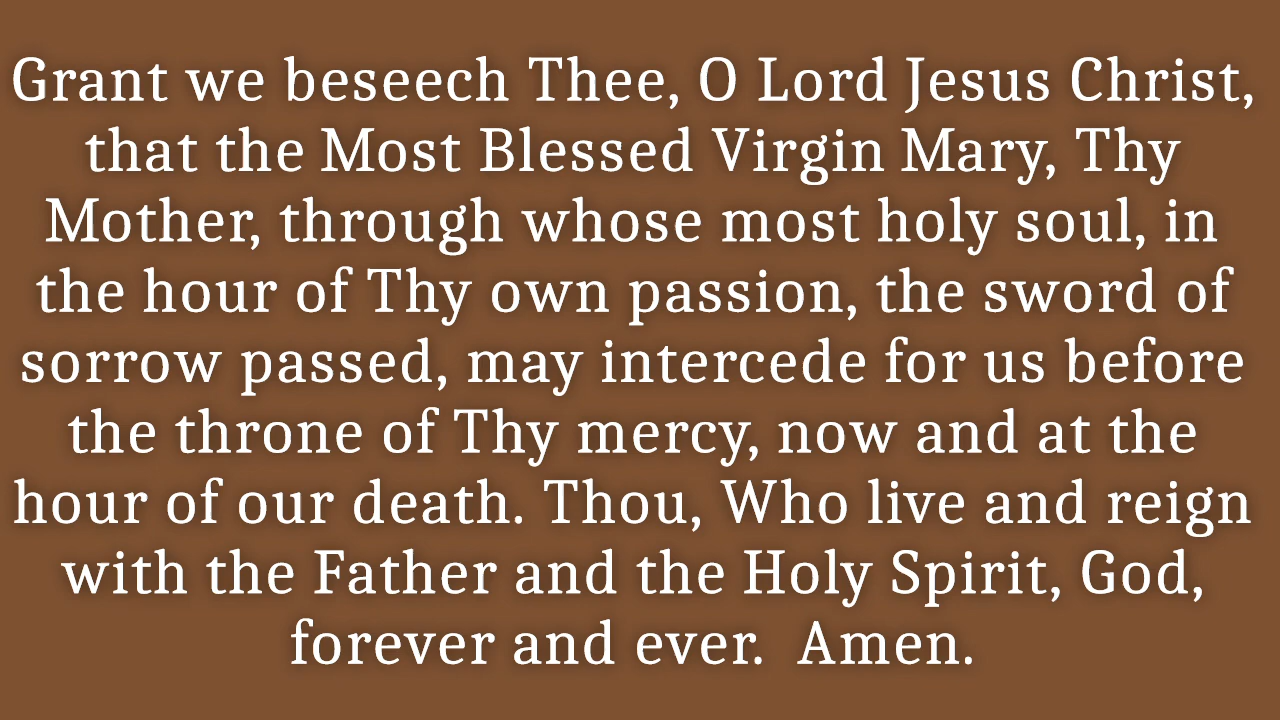 Grant we beseech Thee, O Lord Jesus Christ,
that the Most Blessed Virgin Mary, Thy
Mother, through whose most holy soul, in
the hour of Thy own passion, the sword of
sorrow passed, may intercede for us before
the throne of Thy mercy, now and at the
hour of our death. Thou, Who live and reign
with the Father and the Holy Spirit, God,
forever and ever.  Amen.